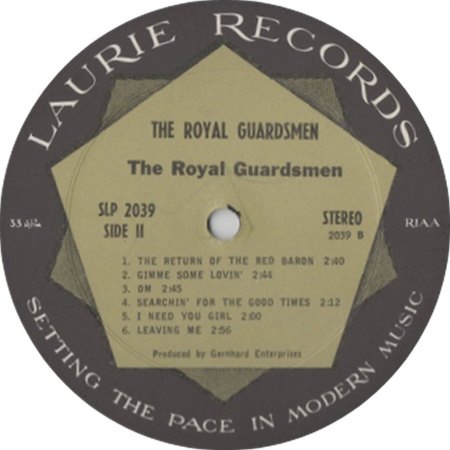 LAURIE RECORDS
THE ROYAL GUARDSMEN
The Royal Guardsmen
SLP 2039
SIDE II
STEREO
2039 B
33 ⅓
RIAA
1. THE RETURN OF THE RED BARON 2:40
2. GIMME SOME LOVIN' 2:44
3. OM 2:45
4. SEARCHIN' FOR THE GOOD TIMES 2:12
5. I NEED YOU GIRL 2:00
6. LEAVING ME 2:56
Produced by Gernhard Enterprises
SETTING THE PACE IN MODERN MUSIC